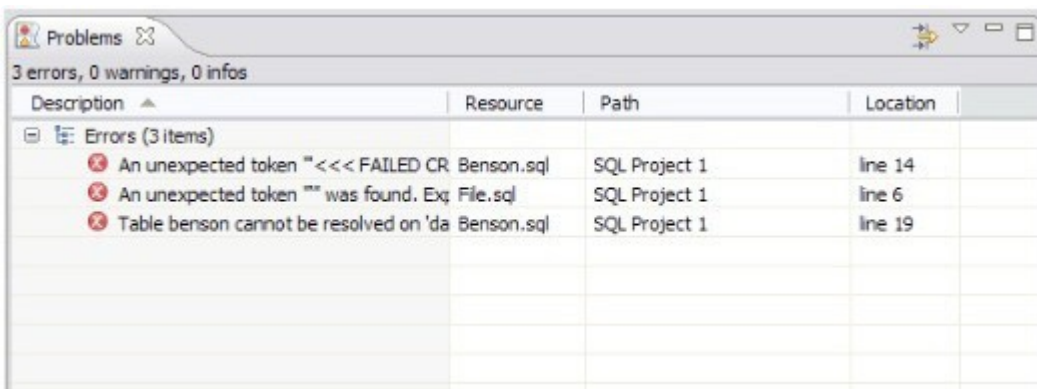 Problems
3 errors, 0 warnings, 0 infos
Description Resource Path Location
Errors (3 items)
An unexpected token "<<< FAILED CR Benson.sql SQL Project 1 line 14
An unexpected token """ was found. Exp File.sql SQL Project 1 line 6
Table benson cannot be resolved on 'da Benson.sql SQL Project 1 line 19